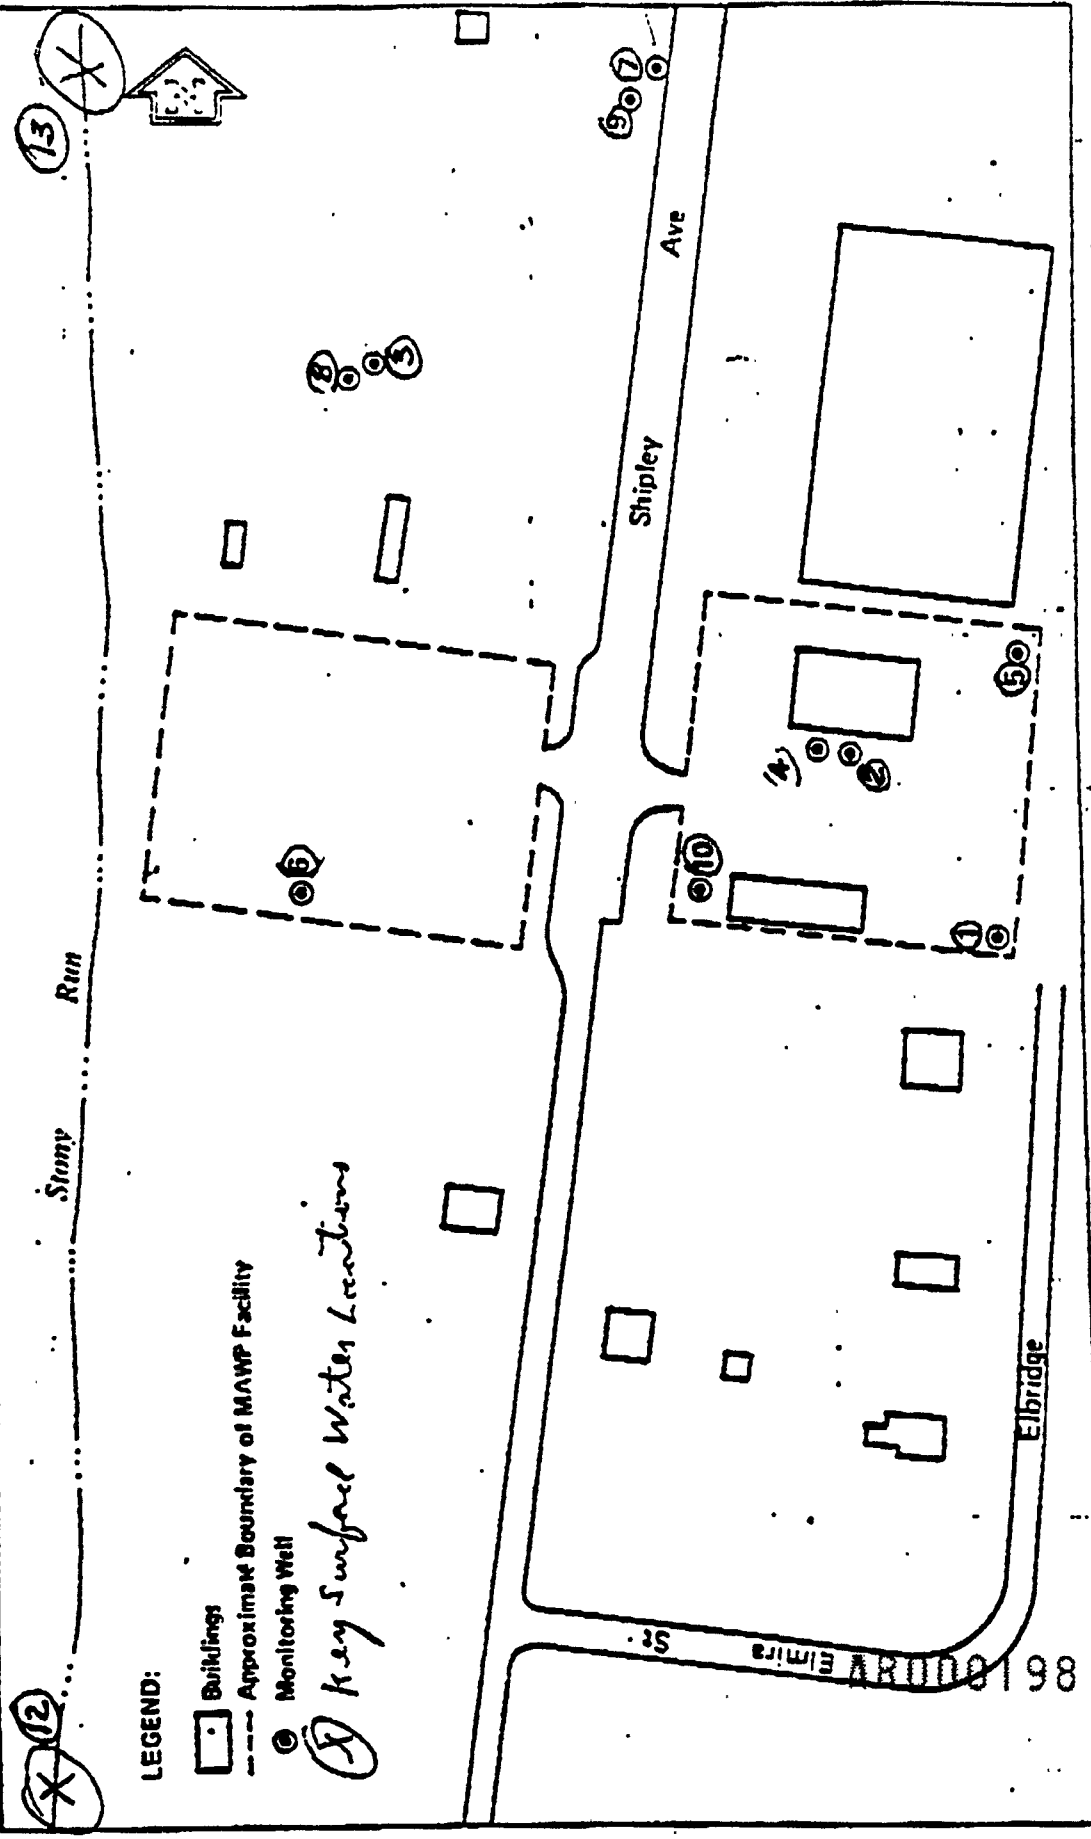 12
13
Stony Run
LEGEND:
Buildings
Approximate Boundary of MAWP Facility
Monitoring Well
X Key Surface Water Locations
6
8
3
9
7
Shipley Ave
10
4
2
1
5
Elmira St.
Elbridge
AR000198